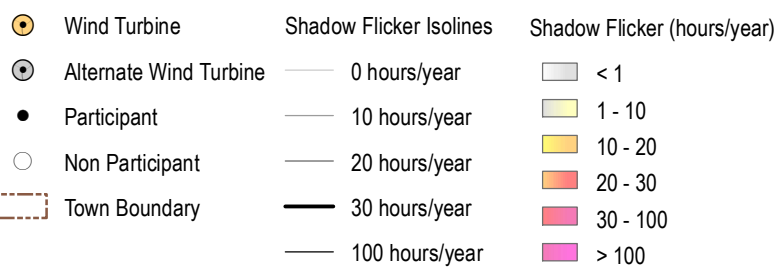 Wind Turbine
Alternate Wind Turbine
Participant
Non Participant
Town Boundary
Shadow Flicker Isolines
0 hours/year
10 hours/year
20 hours/year
30 hours/year
100 hours/year
Shadow Flicker (hours/year)
< 1
1 - 10
10 - 20
20 - 30
30 - 100
> 100